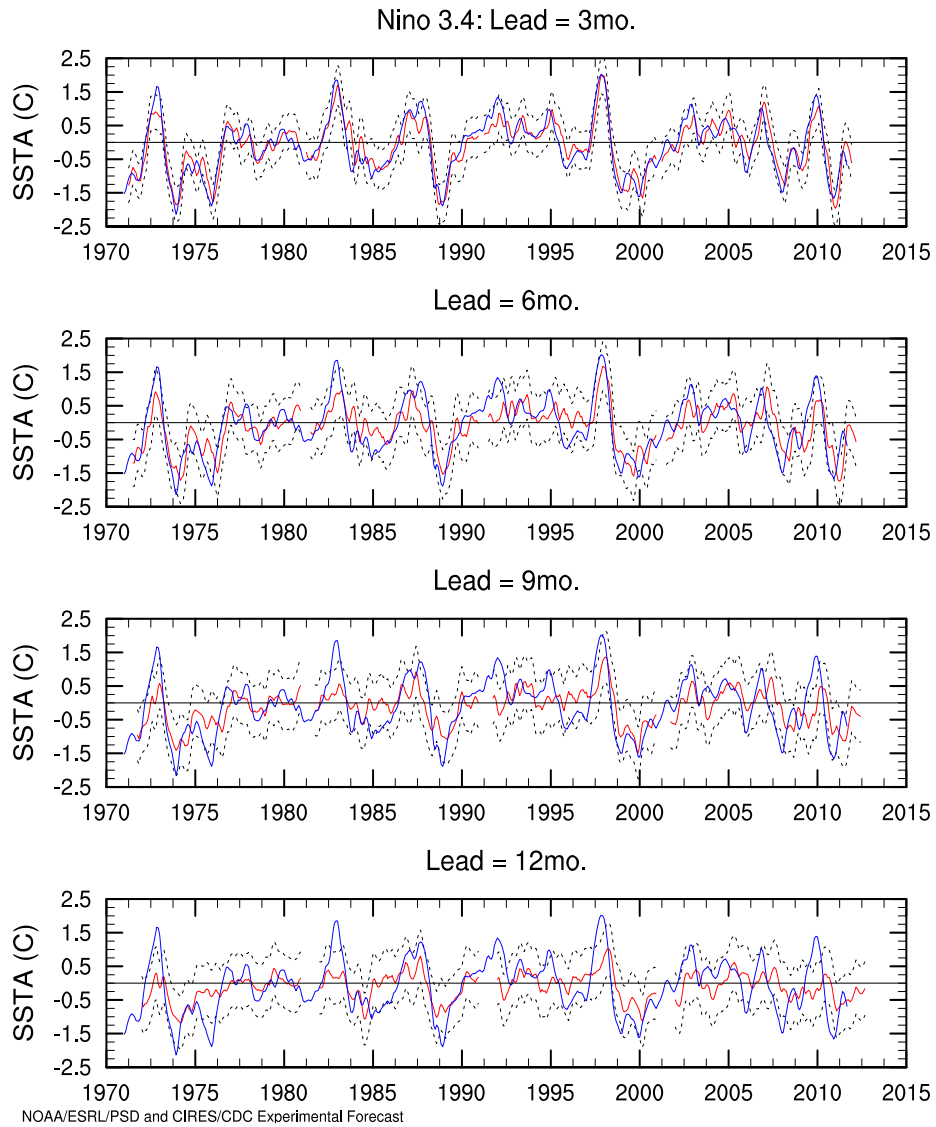 Nino 3.4: Lead = 3mo.
SSTA (C)
2.5
1.5
0.5
-0.5
-1.5
-2.5
1970 1975 1980 1985 1990 1995 2000 2005 2010 2015
Lead = 6mo.
SSTA (C)
2.5
1.5
0.5
-0.5
-1.5
-2.5
1970 1975 1980 1985 1990 1995 2000 2005 2010 2015
Lead = 9mo.
SSTA (C)
2.5
1.5
0.5
-0.5
-1.5
-2.5
1970 1975 1980 1985 1990 1995 2000 2005 2010 2015
Lead = 12mo.
SSTA (C)
2.5
1.5
0.5
-0.5
-1.5
-2.5
1970 1975 1980 1985 1990 1995 2000 2005 2010 2015
NOAA/ESRL/PSD and CIRES/CDC Experimental Forecast